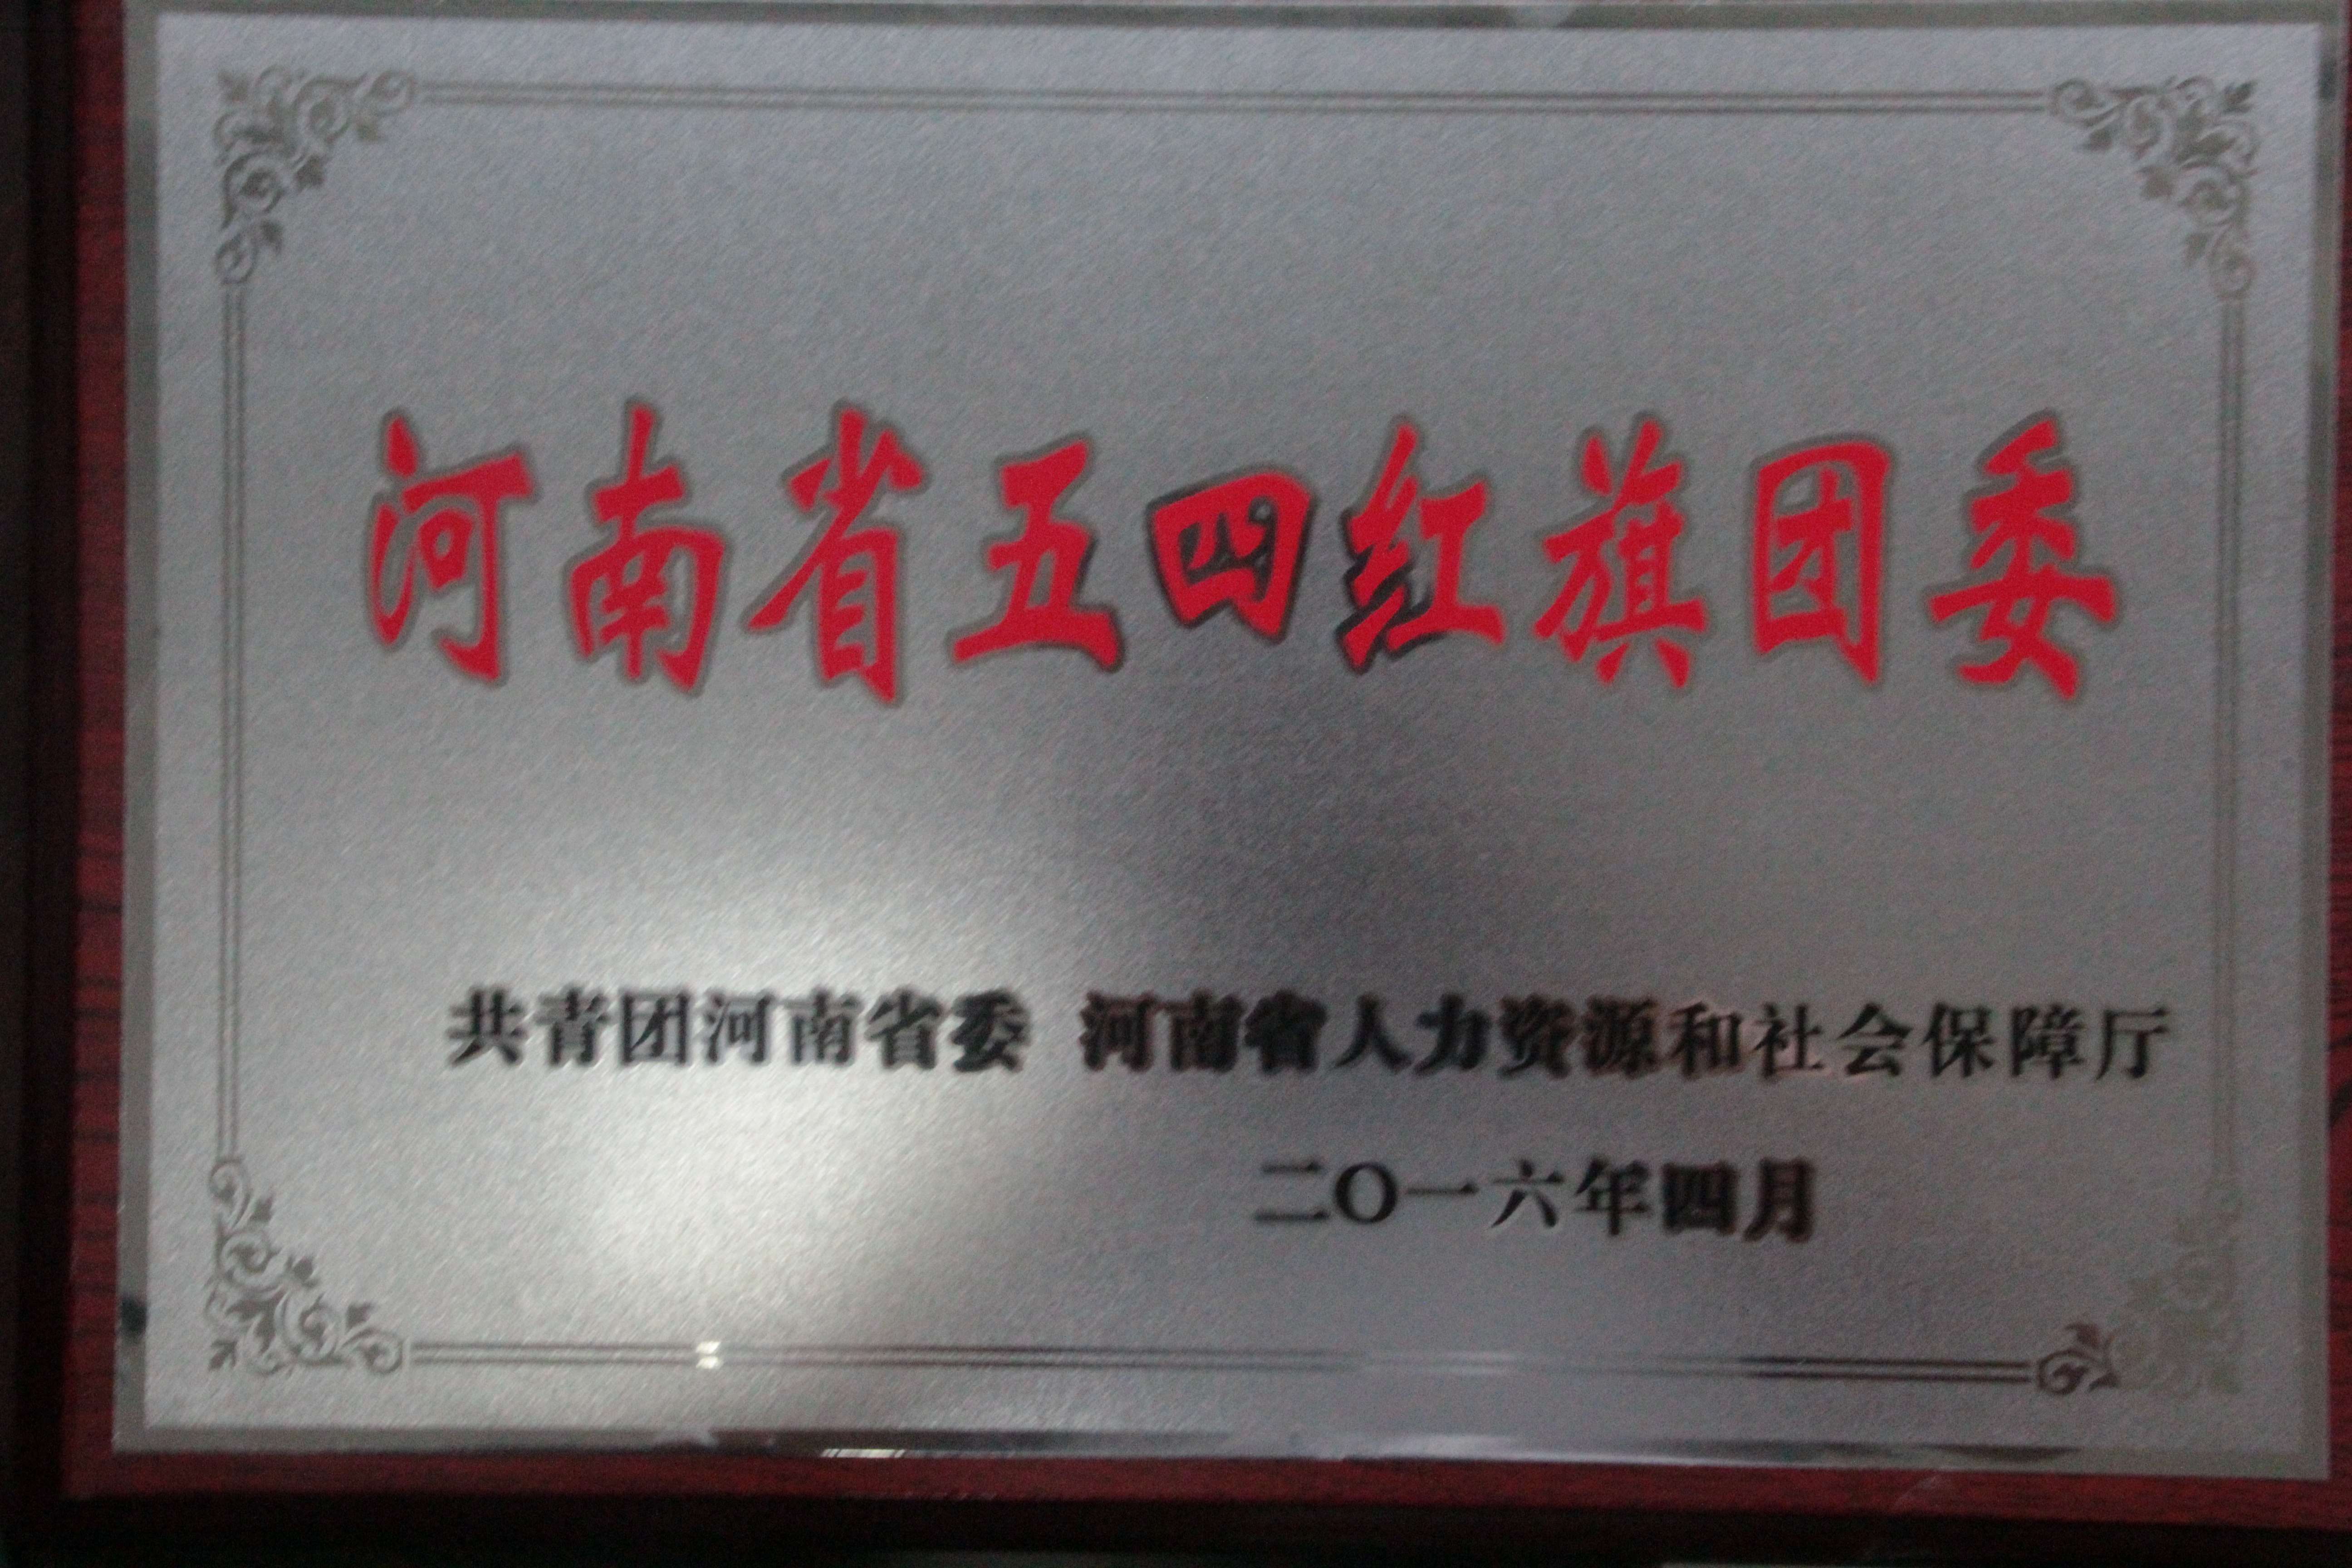 河南省五四红旗团委
共青团河南省委 河南省人力资源和社会保障厅
二〇一六年四月